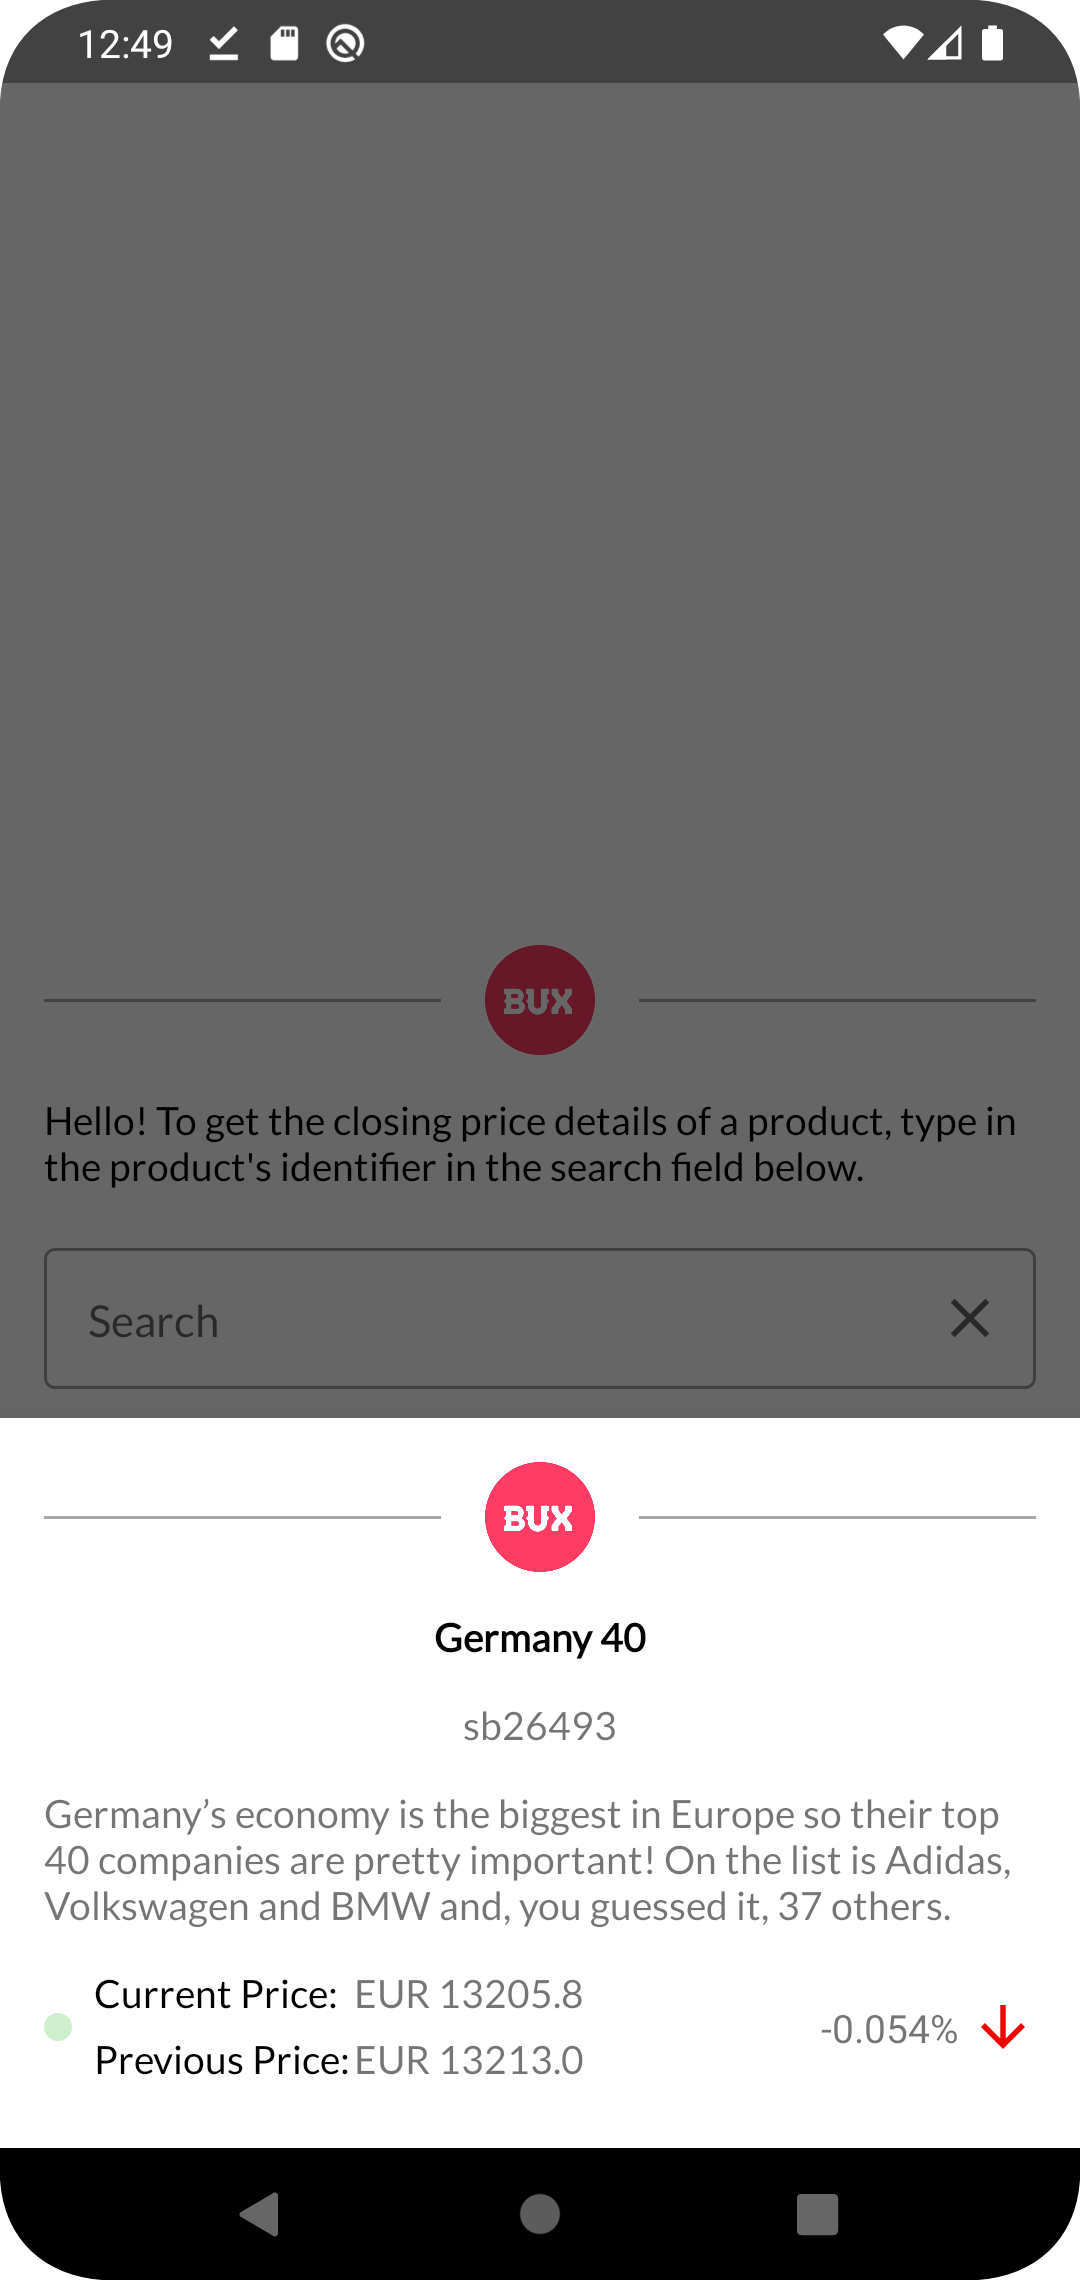 12:49
BUX
Hello! To get the closing price details of a product, type in
the product's identifier in the search field below.
Search
BUX
Germany 40
sb26493
Germany’s economy is the biggest in Europe so their top
40 companies are pretty important! On the list is Adidas,
Volkswagen and BMW and, you guessed it, 37 others.
Current Price: EUR 13205.8
Previous Price: EUR 13213.0
-0.054%